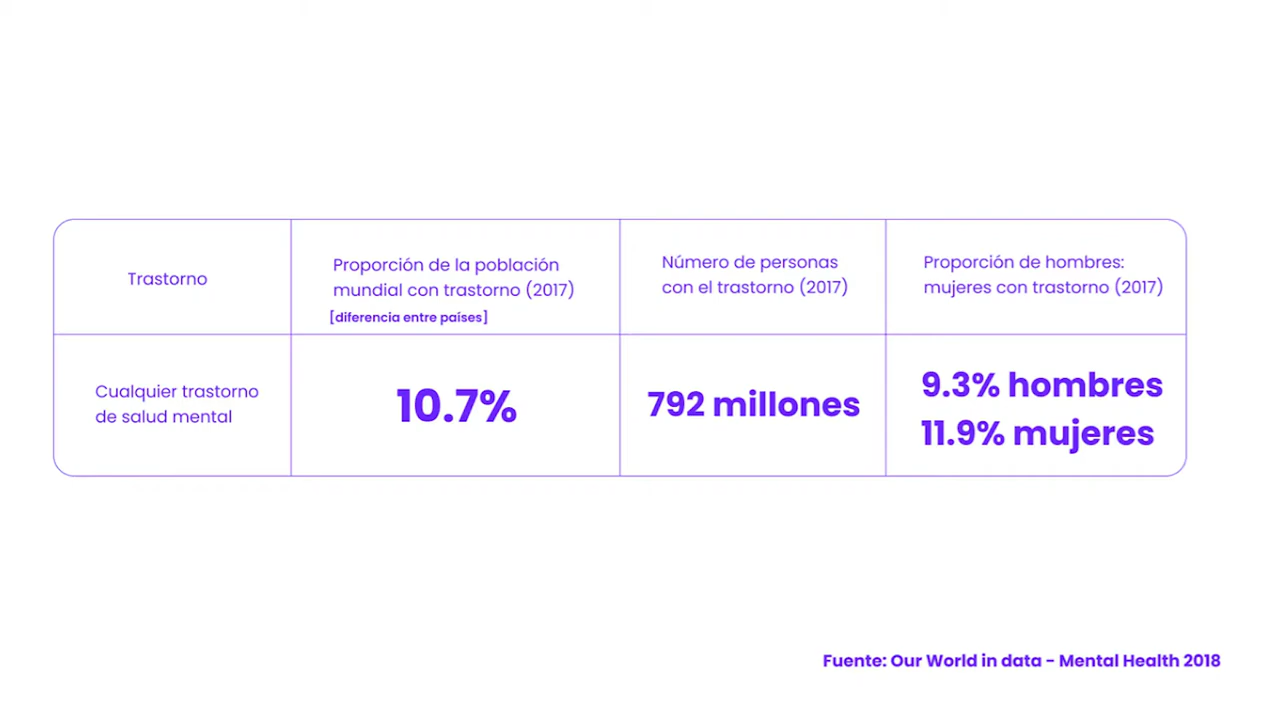 Trastorno
Proporción de la población
mundial con trastorno (2017)
[diferencia entre países]
Número de personas
con el trastorno (2017)
Proporción de hombres:
mujeres con trastorno (2017)
Cualquier trastorno
de salud mental
10.7%
792 millones
9.3% hombres
11.9% mujeres
Fuente: Our World in data - Mental Health 2018